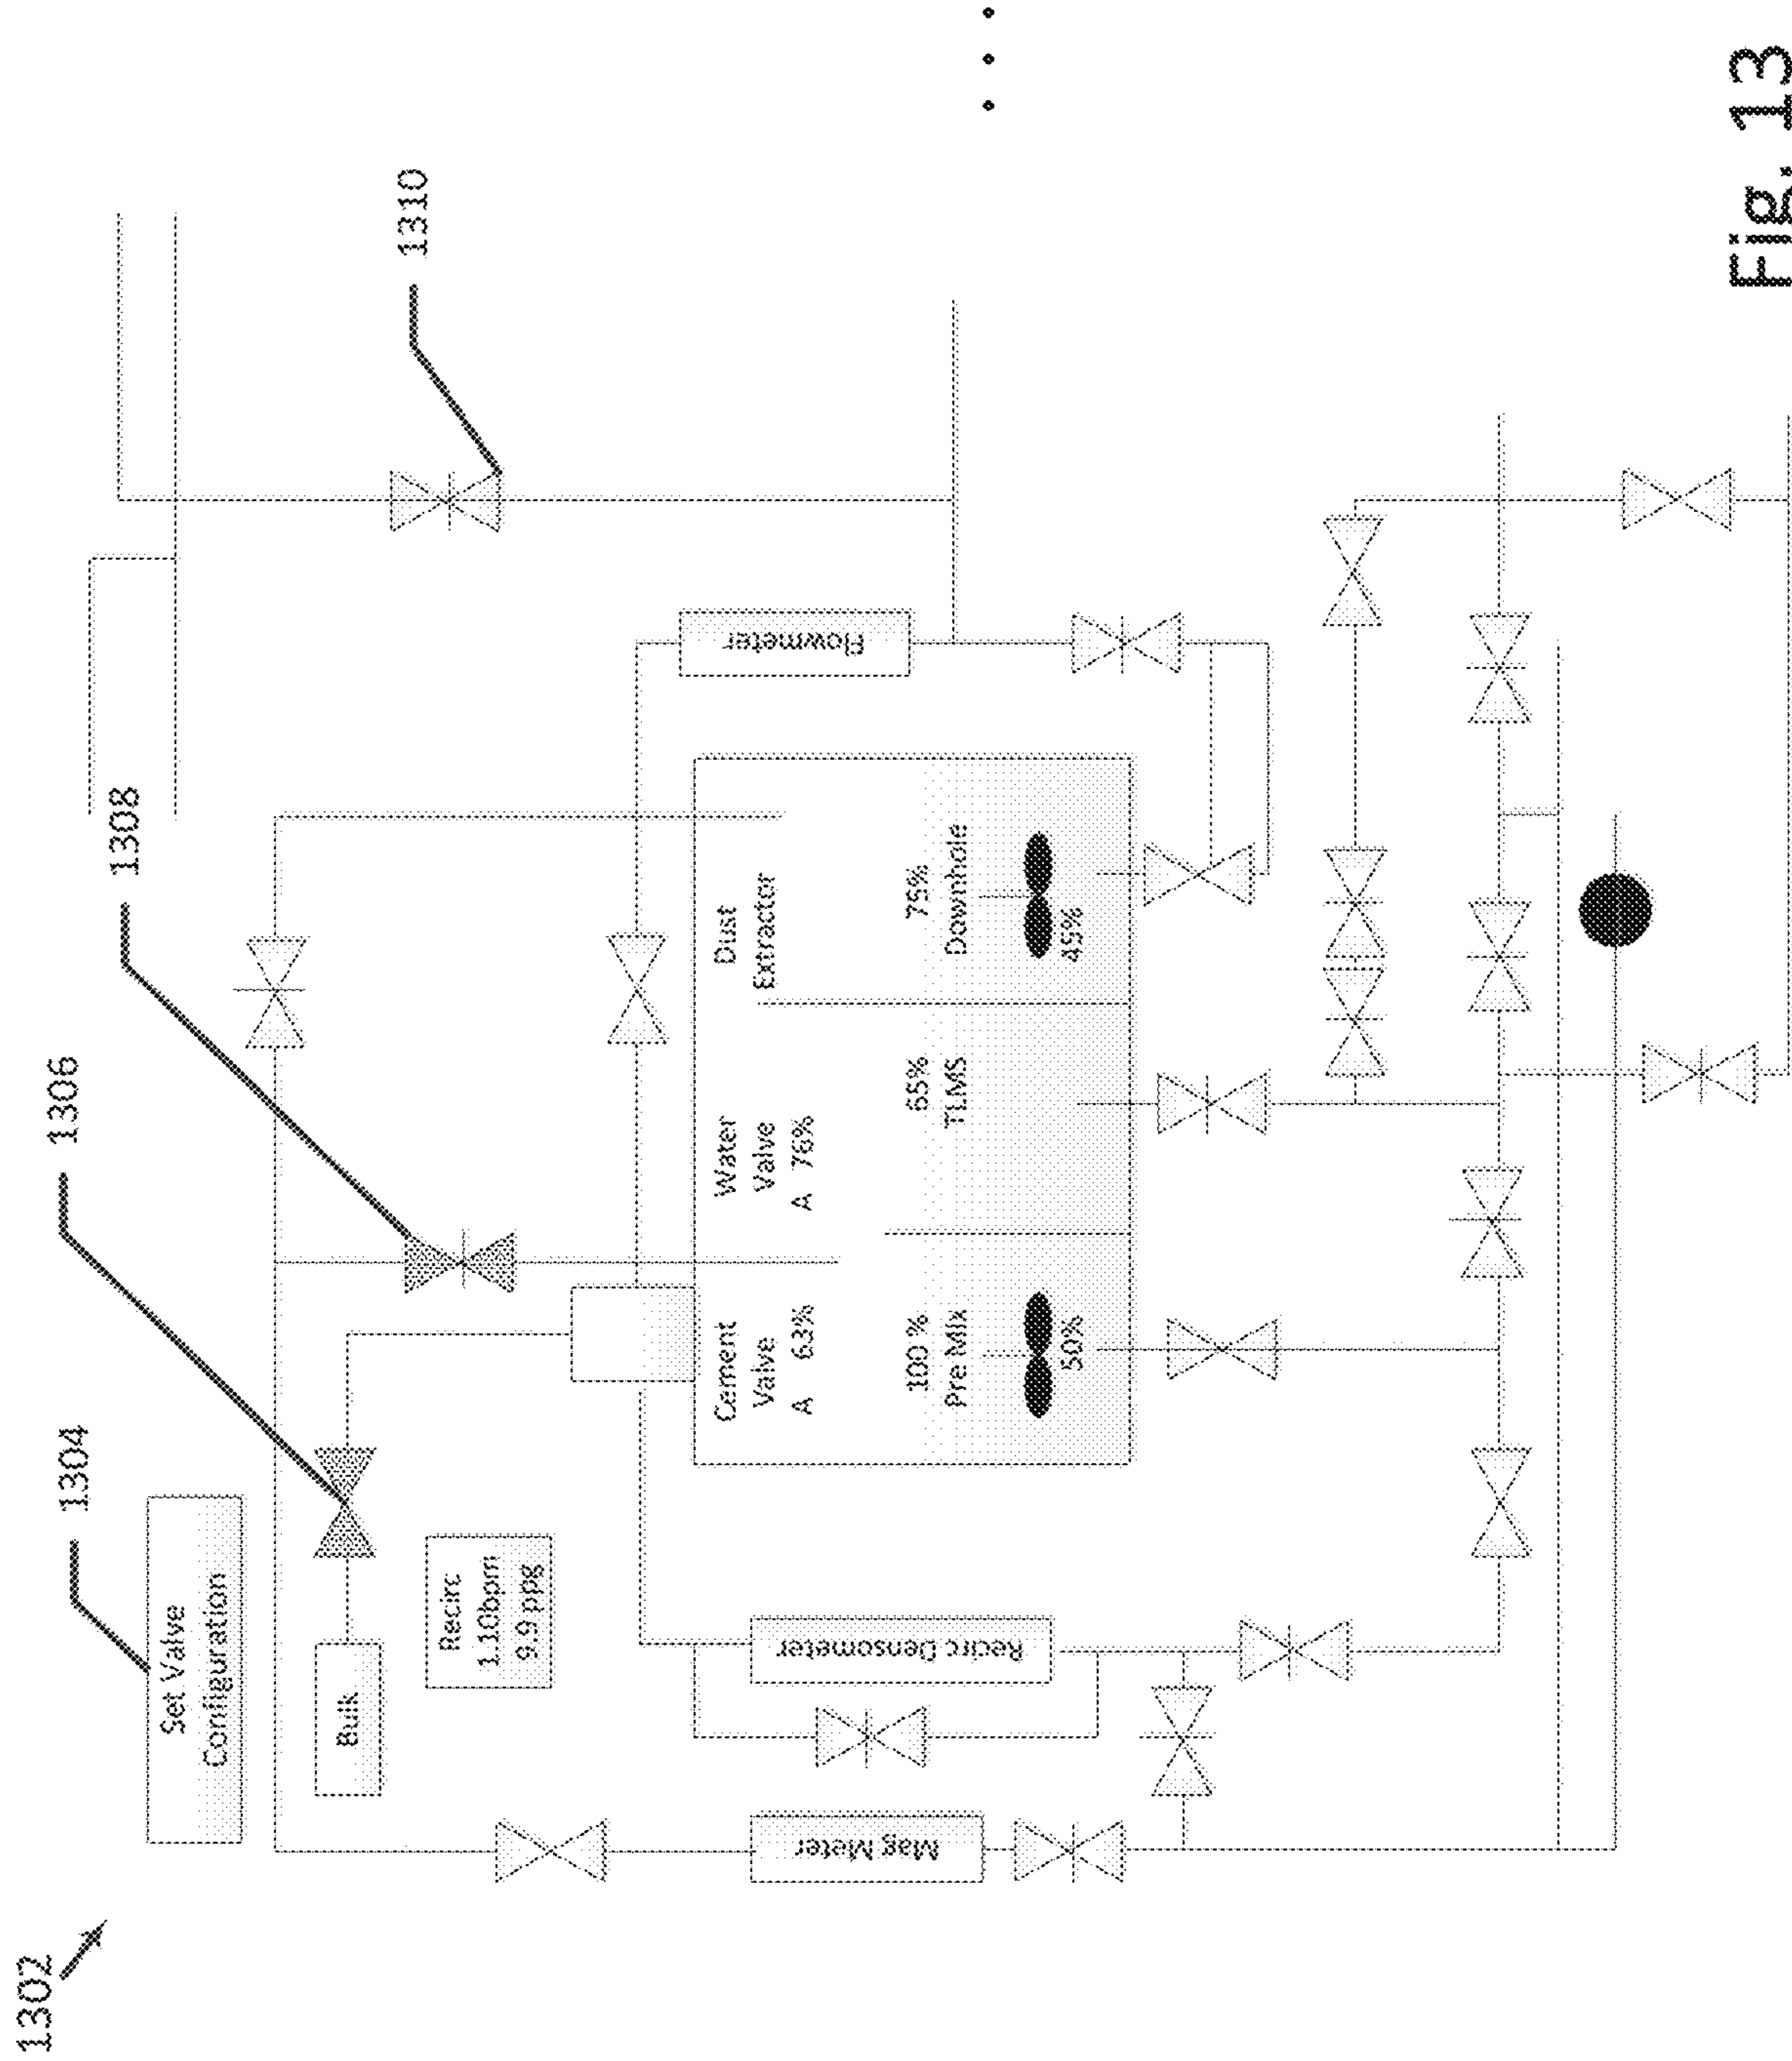 1302
1304
1306
1308
1310
Set Valve
Configuration
Bulk
Recirc
1.10bpm
9.9 ppg
Mag Meter
Recirc Densometer
Flowmeter
Cement
Valve
A 63%
Water
Valve
A 76%
Dust
Extractor
100 %
Pre Mix
50%
65%
TLMS
75%
Downhole
45%
Fig. 13